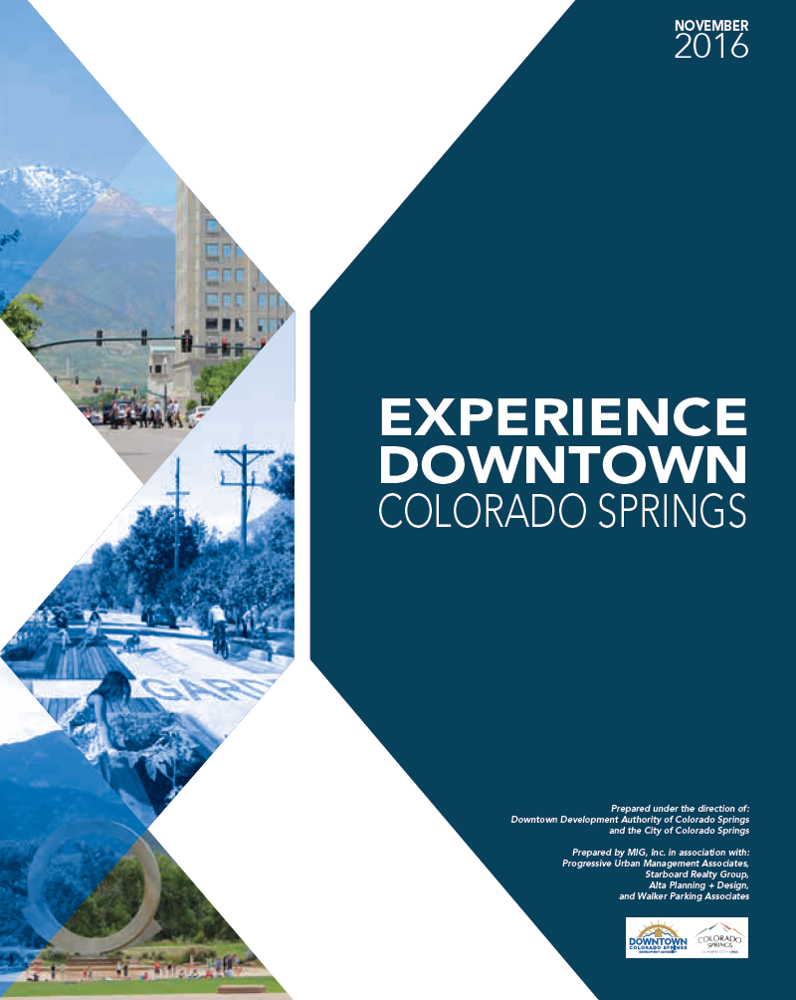 NOVEMBER
2016
EXPERIENCE
DOWNTOWN
COLORADO SPRINGS
GARD
Prepared under the direction of:
Downtown Development Authority of Colorado Springs
and the City of Colorado Springs
Prepared by MIG, Inc. in association with:
Progressive Urban Management Associates,
Starboard Realty Group,
Alta Planning + Design,
and Walker Parking Associates
DOWNTOWN
COLORADO SPRINGS
DEVELOPMENT AUTHORITY
COLORADO
SPRINGS
OLYMPIC CITY USA